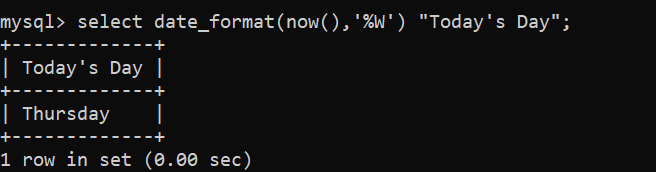 mysql> select date_format(now(),'%W') "Today's Day";
+-------------+
| Today's Day |
+-------------+
| Thursday    |
+-------------+
1 row in set (0.00 sec)